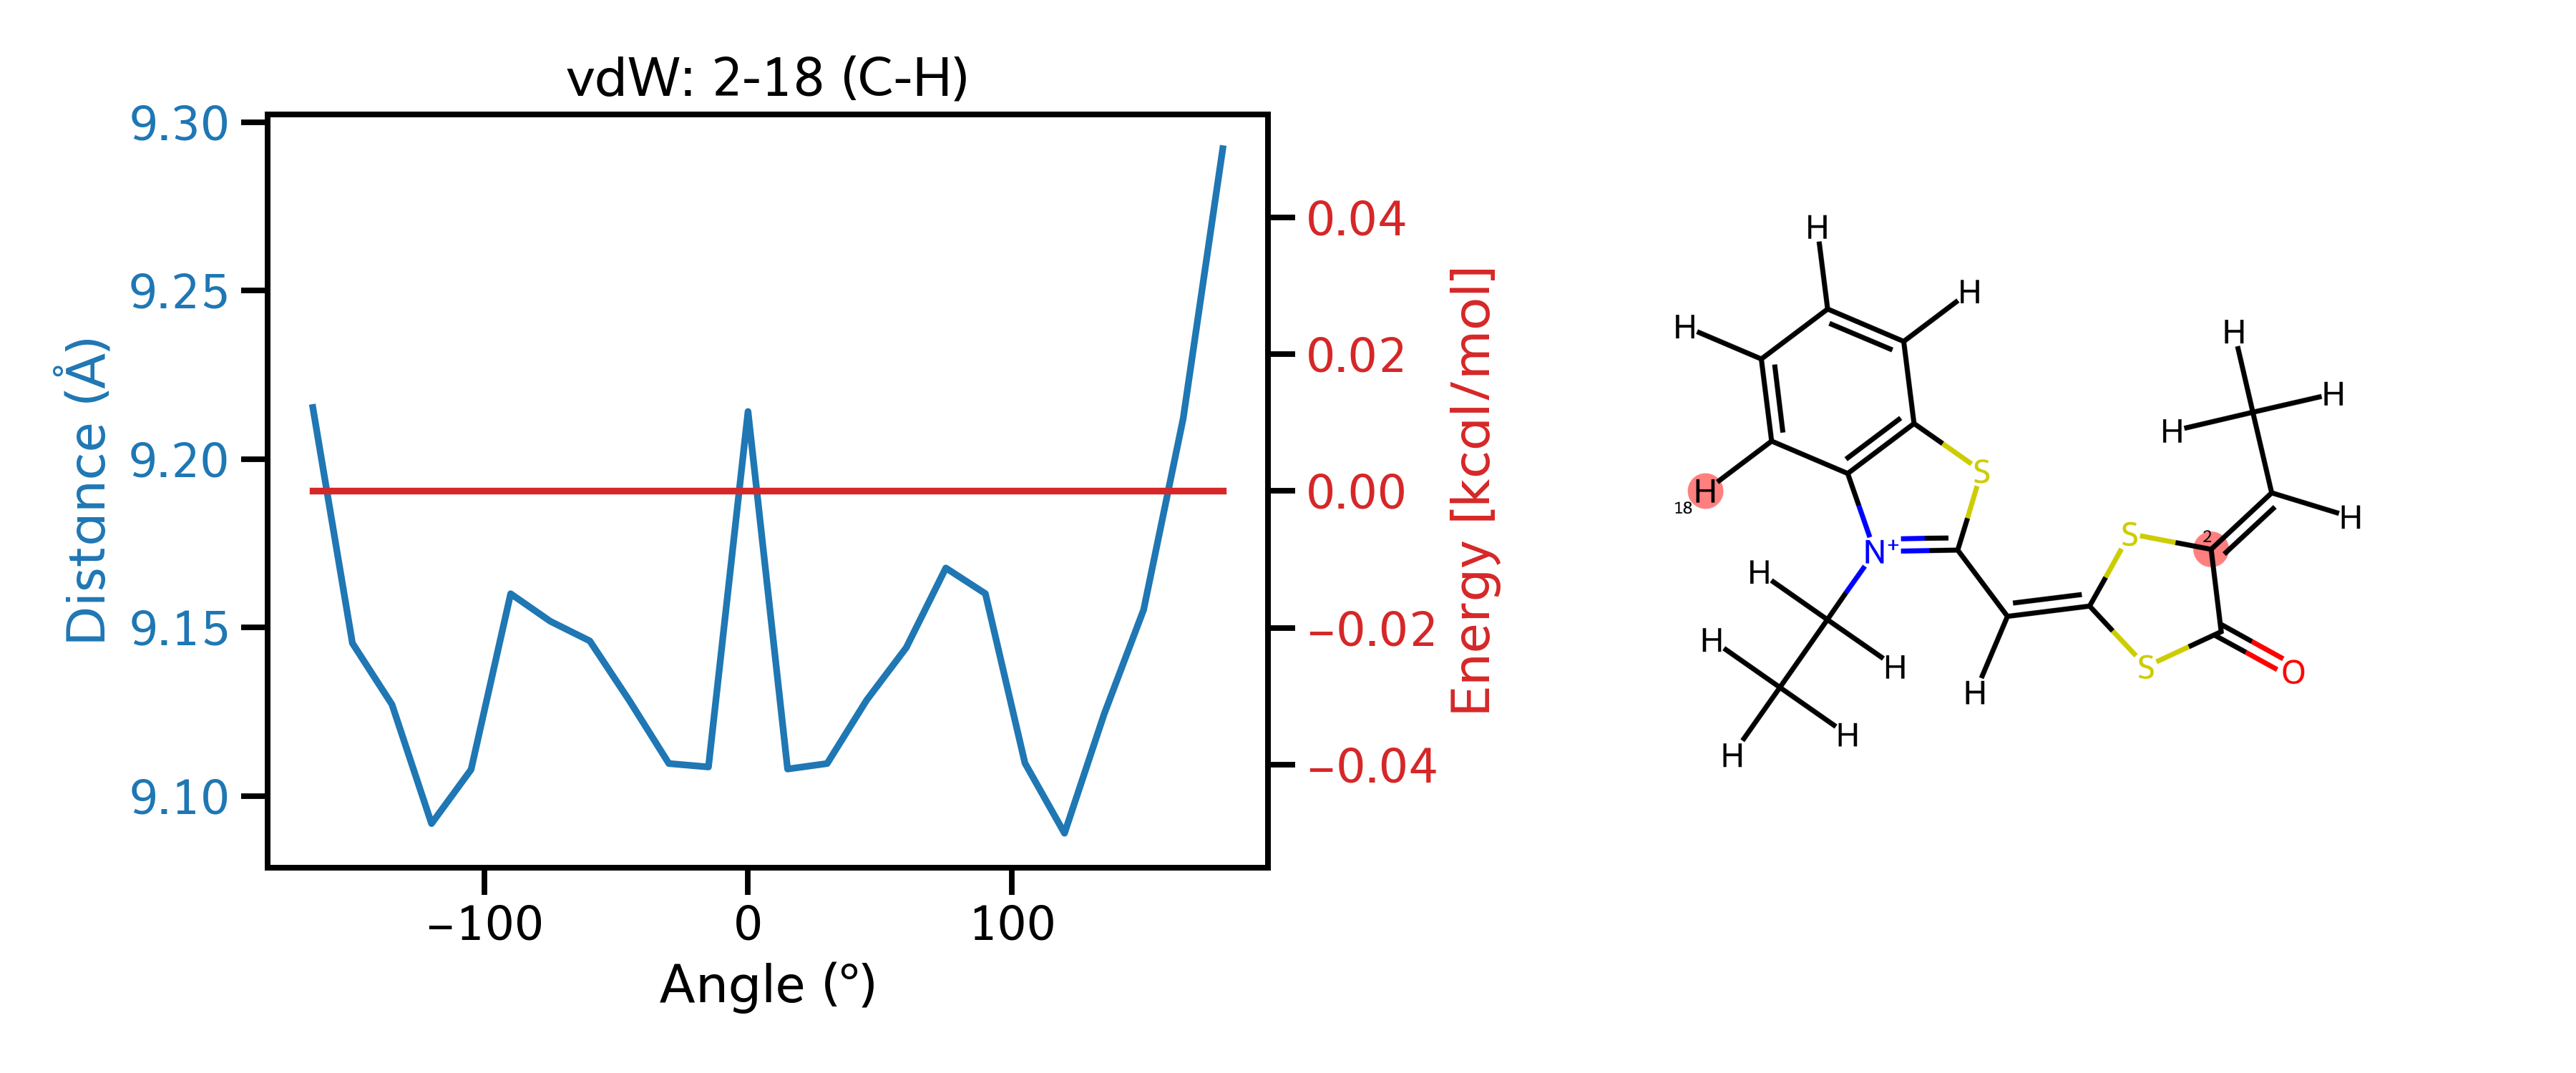 vdW: 2-18 (C-H)
9.30
9.25
9.20
9.15
9.10
Distance (Å)
0.04
0.02
0.00
−0.02
−0.04
Energy [kcal/mol]
−100
0
100
Angle (°)
H
H
H
H
18
S
N+
H
H
H
H
H
H
S
S
2
O
H
H
H
H